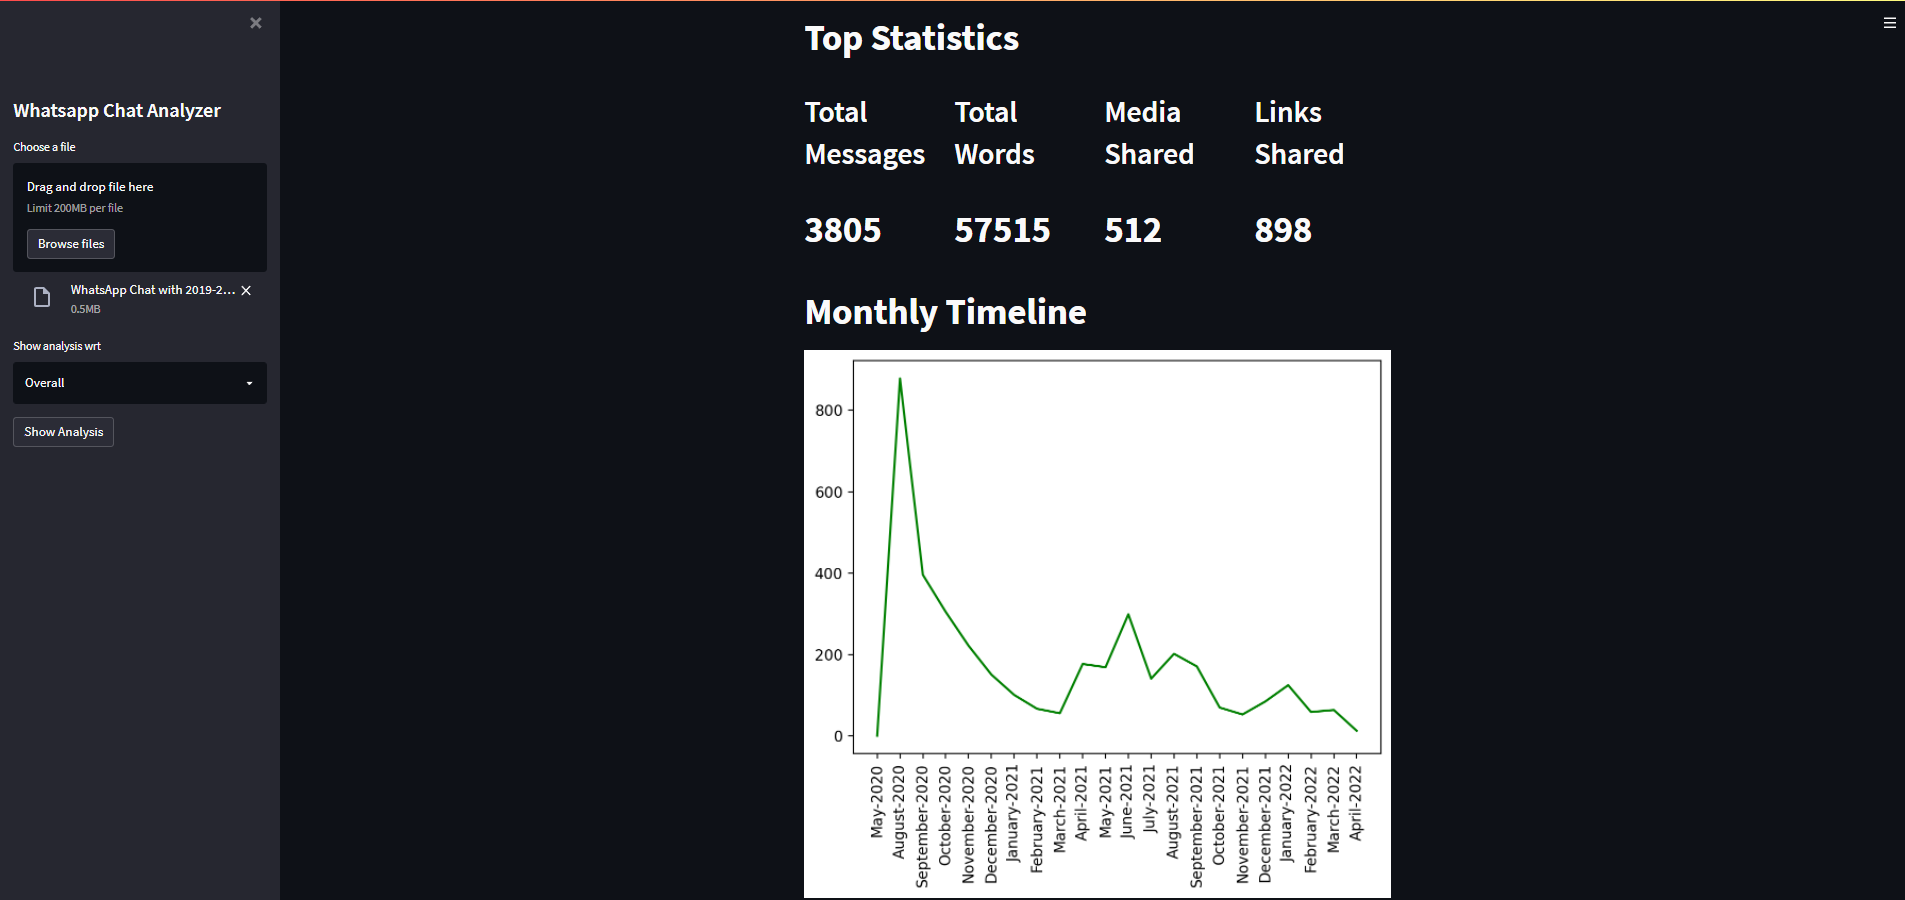 Whatsapp Chat Analyzer
Choose a file
Drag and drop file here
Limit 200MB per file
Browse files
WhatsApp Chat with 2019-2...
0.5MB
Show analysis wrt
Overall
Show Analysis
Top Statistics
Total Messages
3805
Total Words
57515
Media Shared
512
Links Shared
898
Monthly Timeline
800
600
400
200
0
May-2020
August-2020
September-2020
October-2020
November-2020
December-2020
January-2021
February-2021
March-2021
April-2021
May-2021
June-2021
July-2021
August-2021
September-2021
October-2021
November-2021
December-2021
January-2022
February-2022
March-2022
April-2022